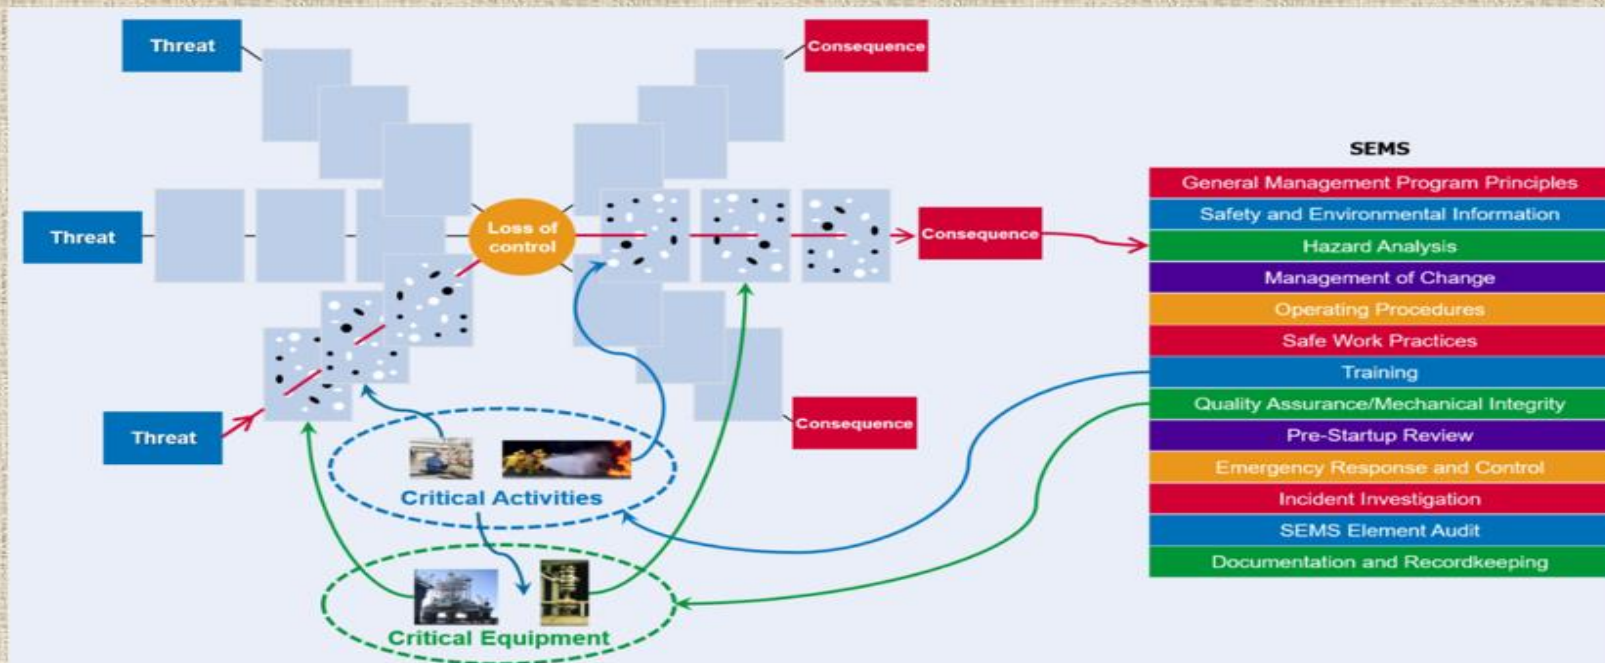 Threat
Consequence
Threat
Loss of
control
Consequence
Threat
Consequence
Critical Activities
Critical Equipment
SEMS
General Management Program Principles
Safety and Environmental Information
Hazard Analysis
Management of Change
Operating Procedures
Safe Work Practices
Training
Quality Assurance/Mechanical Integrity
Pre-Startup Review
Emergency Response and Control
Incident Investigation
SEMS Element Audit
Documentation and Recordkeeping